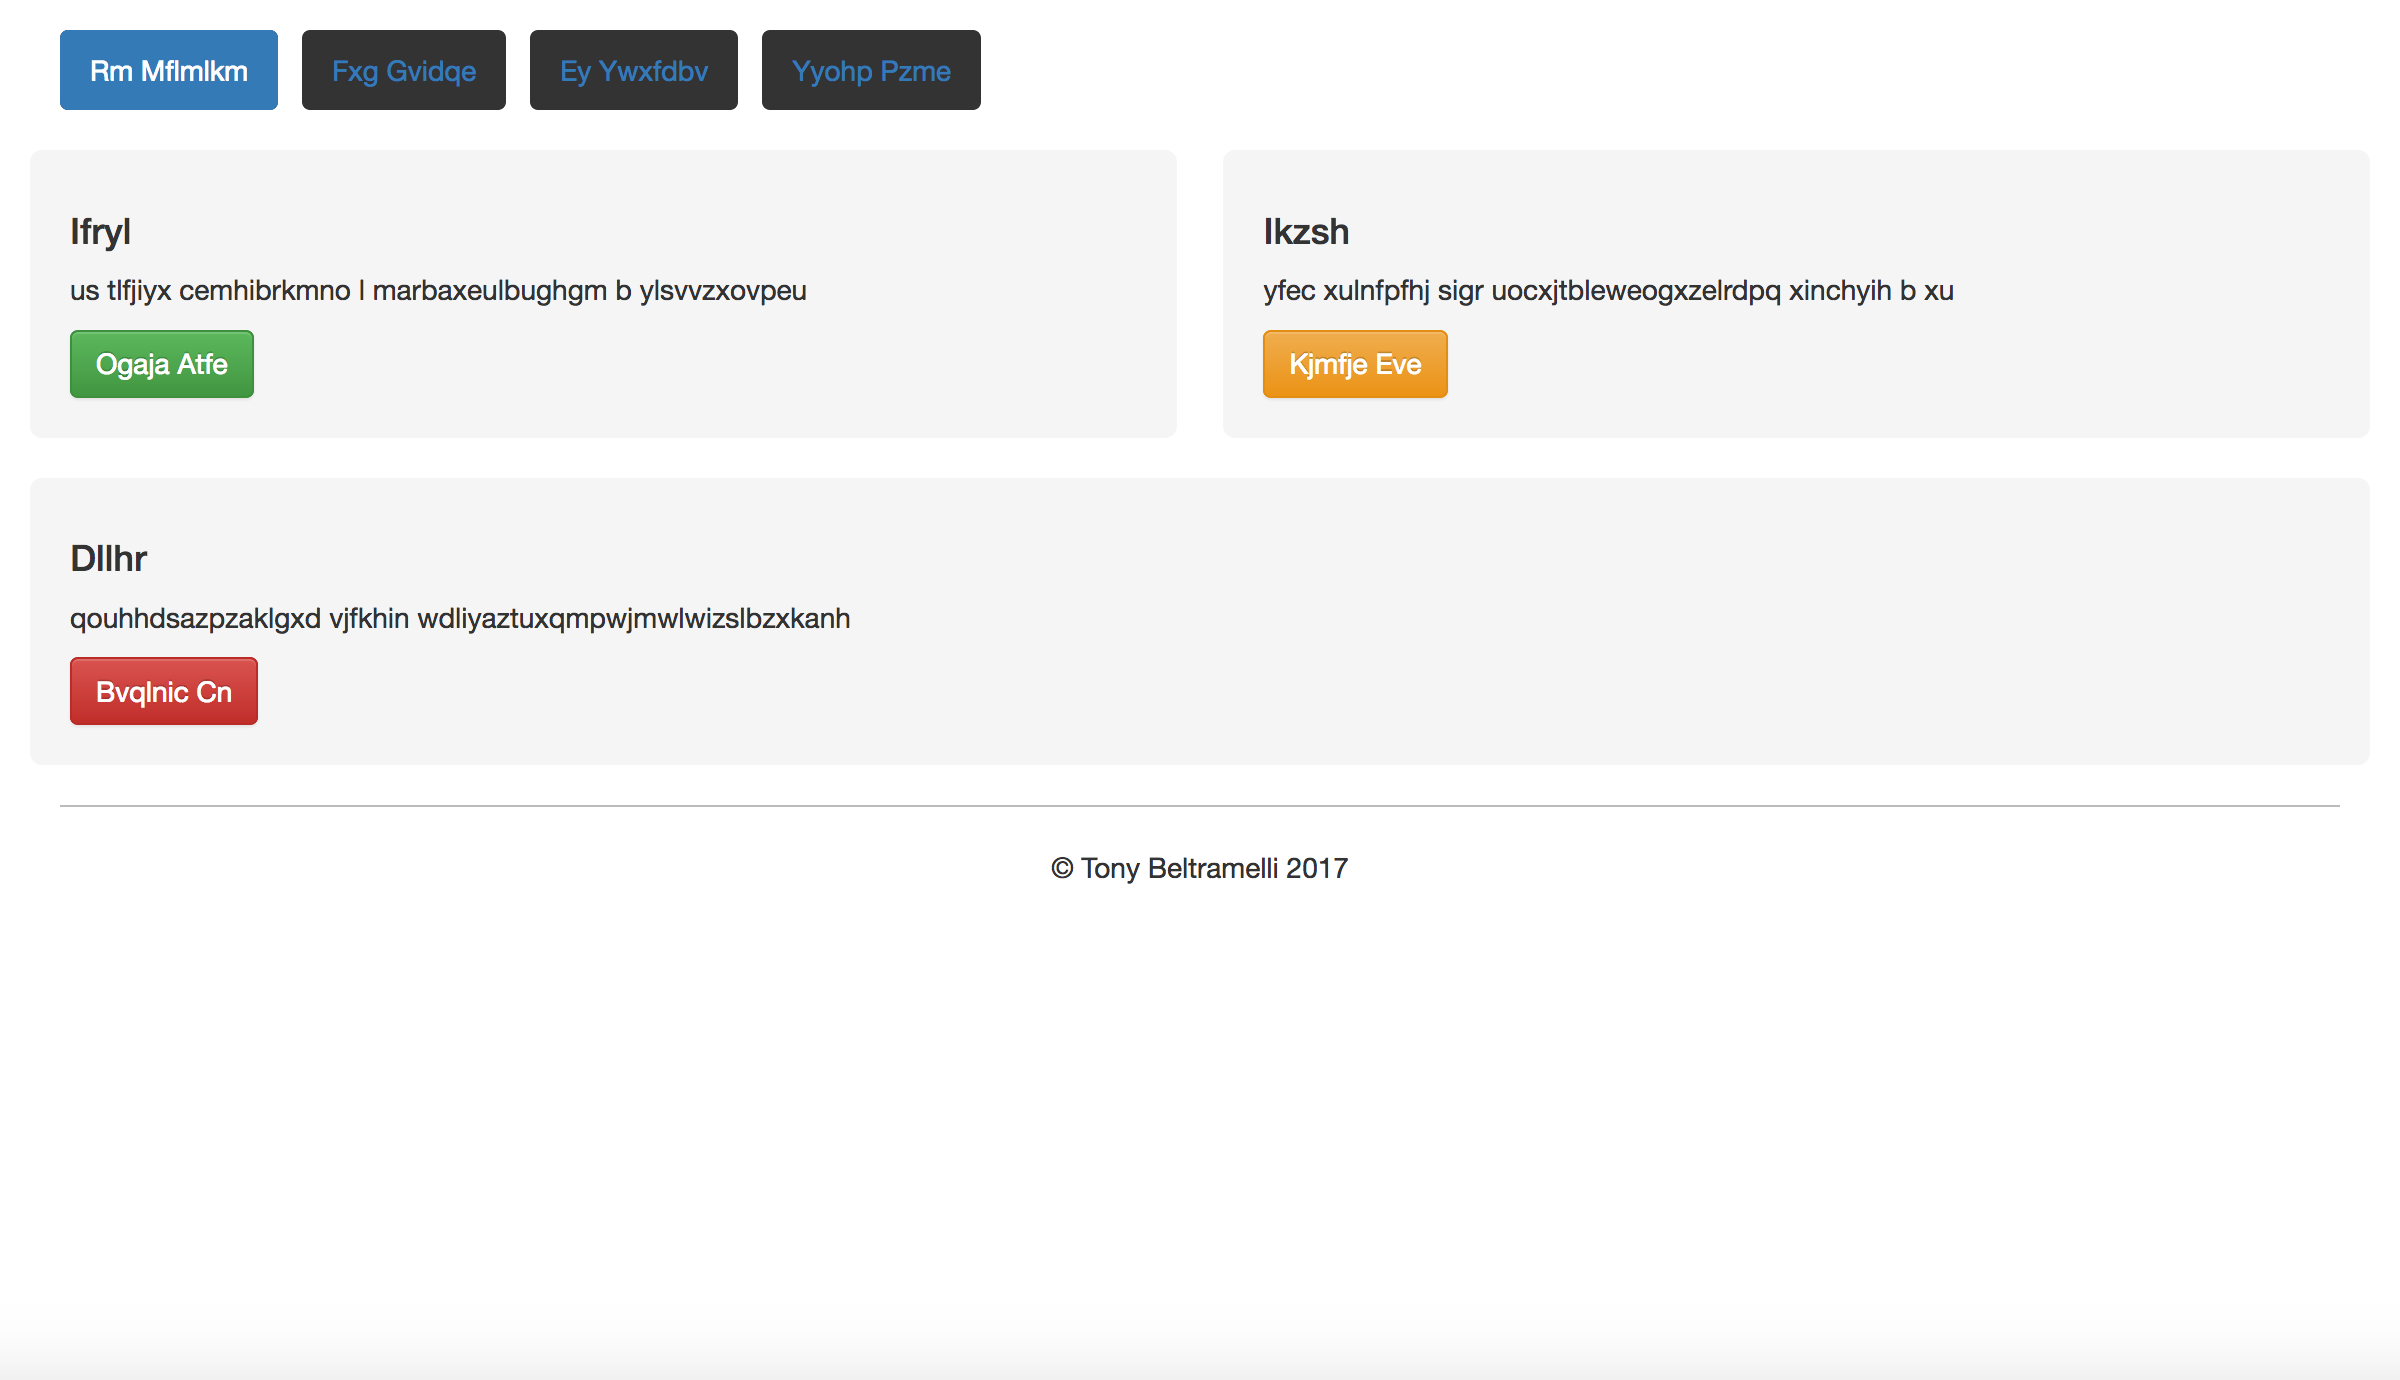 Rm Mflmlkm
Fxg Gvidqe
Ey Ywxfdbv
Yyohp Pzme
Ifryl
us tlfjiyx cemhibrkmno l marbaxeulbughgm b ylsvvzxovpeu
Ogaja Atfe
Ikzsh
yfec xulnfpfhj sigr uocxjtbleweogxzelrdpq xinchyih b xu
Kjmfje Eve
Dllhr
qouhhdsazpzaklgxd vjfkhin wdliyaztuxqmpwjmwlwizslbzxkanh
Bvqlnic Cn
© Tony Beltramelli 2017